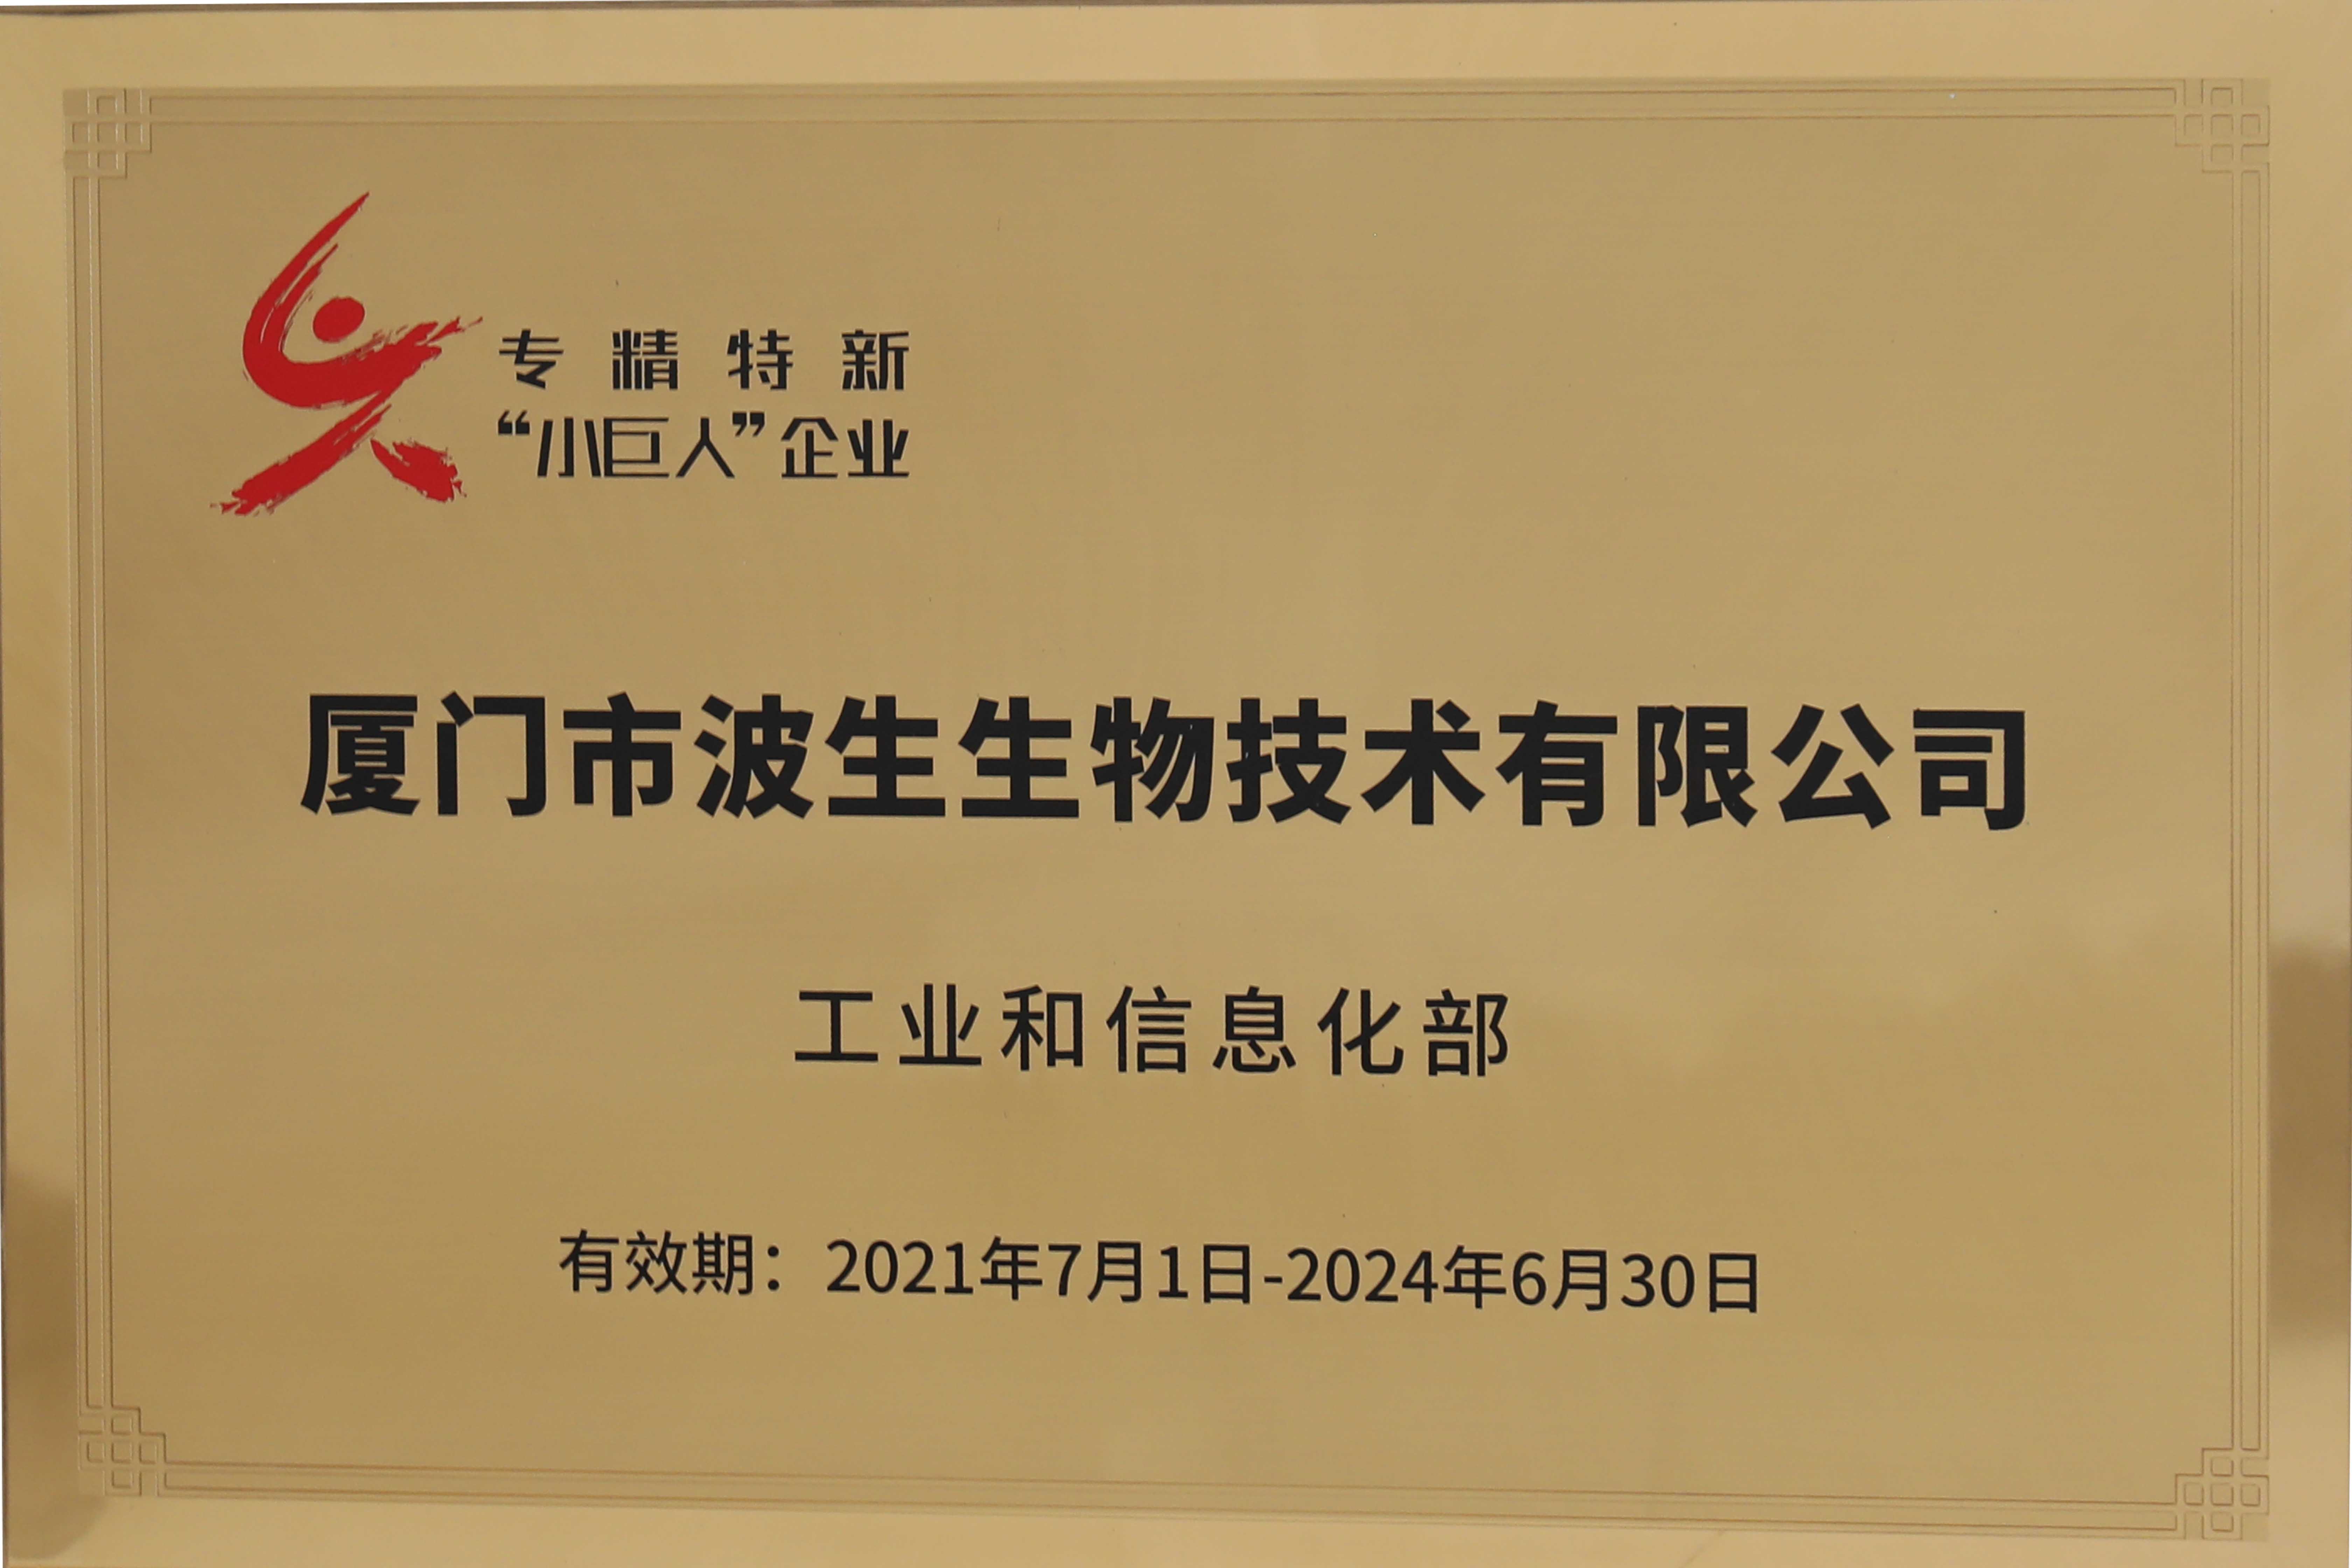 专精特新
“小巨人”企业
厦门市波生生物技术有限公司
工业和信息化部
有效期：2021年7月1日-2024年6月30日